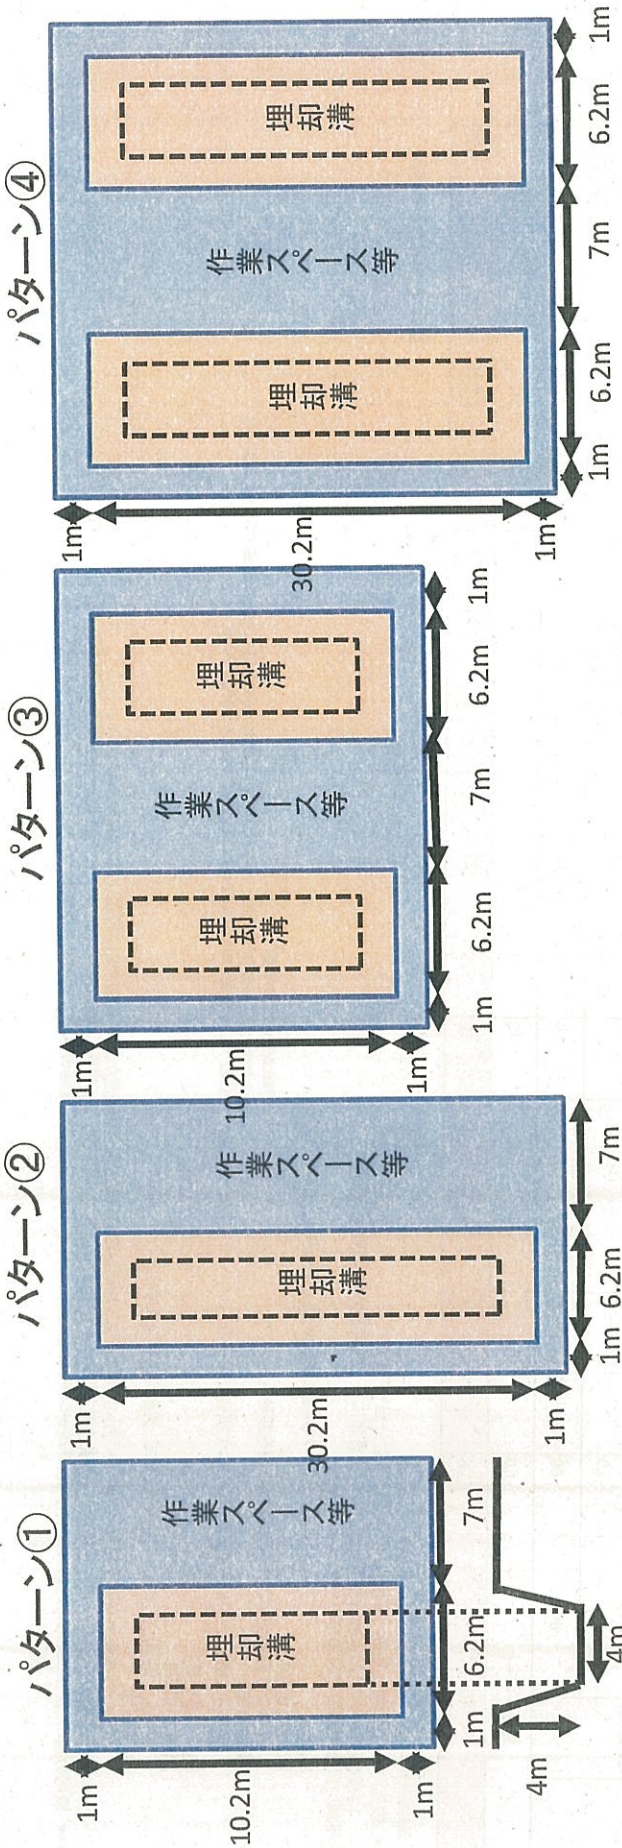 パターン①
作業スペース等
埋却溝
1m
10.2m
1m
1m
6.2m
7m
4m
4m
パターン②
作業スペース等
埋却溝
1m
30.2m
1m
1m
6.2m
7m
パターン③
埋却溝
作業スペース等
埋却溝
1m
10.2m
1m
1m
6.2m
7m
6.2m
1m
パターン④
埋却溝
作業スペース等
埋却溝
1m
30.2m
1m
1m
6.2m
7m
6.2m
1m